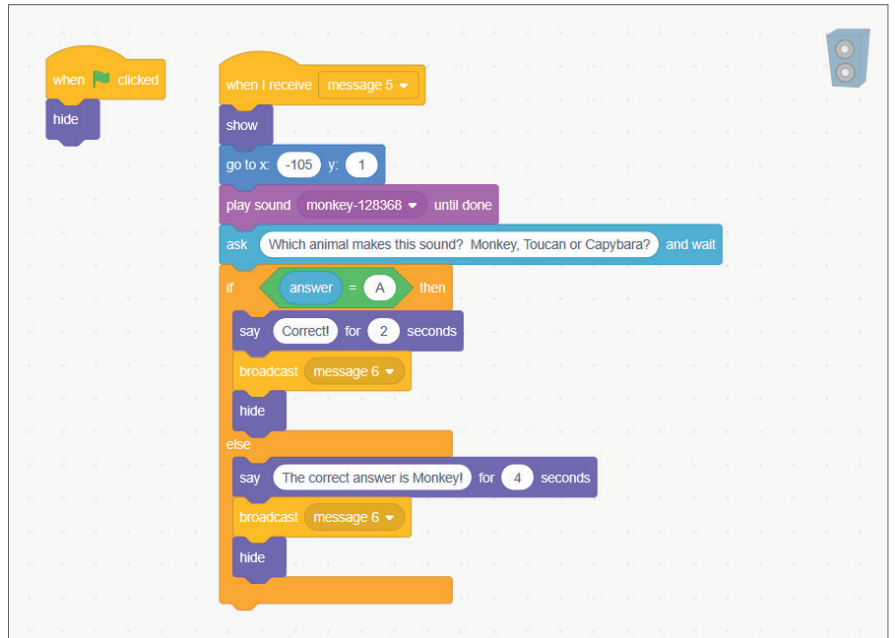 when clicked
hide
when I receive message 5
show
go to x: -105 y: 1
play sound monkey-128368 until done
ask Which animal makes this sound? Monkey, Toucan or Capybara? and wait
if answer = A then
say Correct! for 2 seconds
broadcast message 6
hide
else
say The correct answer is Monkey! for 4 seconds
broadcast message 6
hide